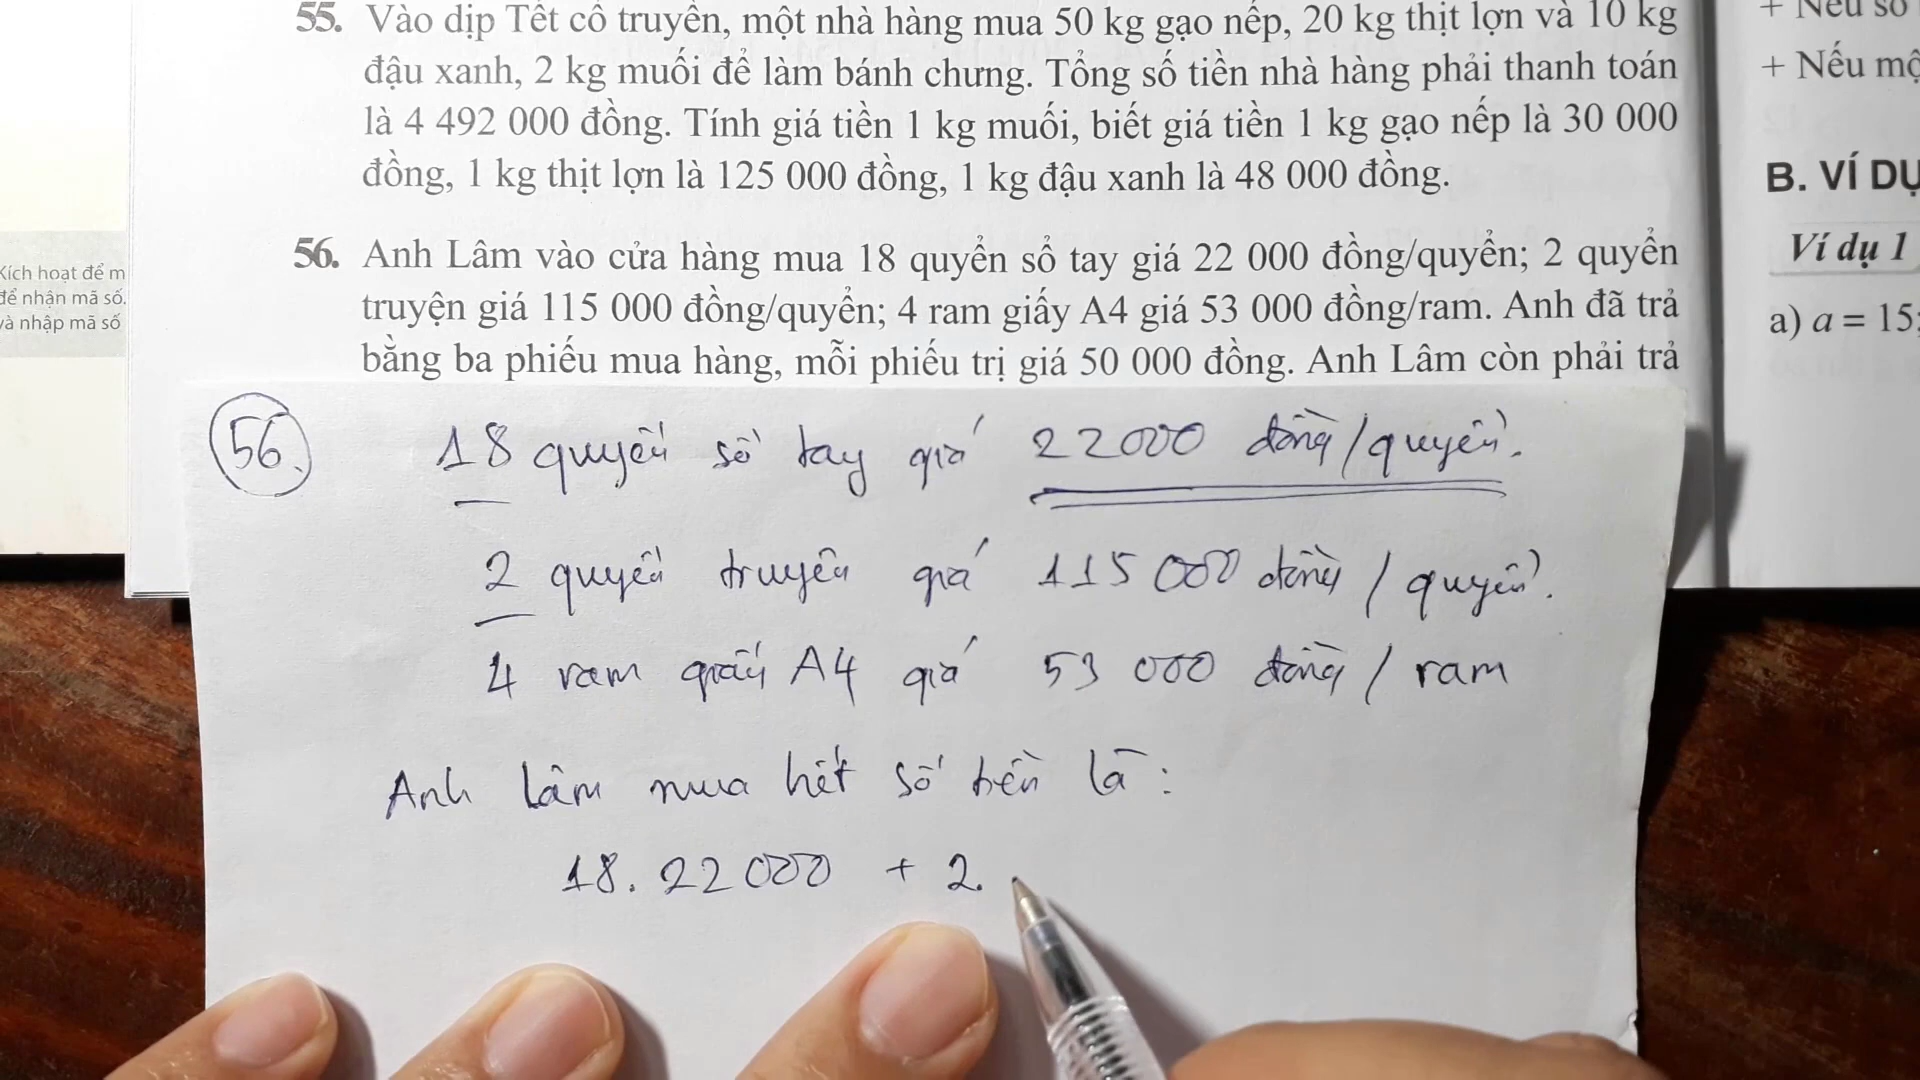 55. Vào dịp Tết cổ truyền, một nhà hàng mua 50 kg gạo nếp, 20 kg thịt lợn và 10 kg
đậu xanh, 2 kg muối để làm bánh chưng. Tổng số tiền nhà hàng phải thanh toán
là 4 492 000 đồng. Tính giá tiền 1 kg muối, biết giá tiền 1 kg gạo nếp là 30 000
đồng, 1 kg thịt lợn là 125 000 đồng, 1 kg đậu xanh là 48 000 đồng.
56. Anh Lâm vào cửa hàng mua 18 quyển sổ tay giá 22 000 đồng/quyển; 2 quyển
truyện giá 115 000 đồng/quyển; 4 ram giấy A4 giá 53 000 đồng/ram. Anh đã trả
bằng ba phiếu mua hàng, mỗi phiếu trị giá 50 000 đồng. Anh Lâm còn phải trả
Kích hoạt để m
để nhận mã số.
và nhập mã số
+ Nếu số
+ Nếu mộ
B. VÍ DỤ
Ví dụ 1
a) a = 15;
56. 18 quyển sổ tay giá 22000 đồng/quyển.
2 quyển truyện giá 115 000 đồng / quyển.
4 ram giấy A4 giá 53 000 đồng / ram
Anh Lâm mua hết số tiền là:
18. 22 000 + 2.